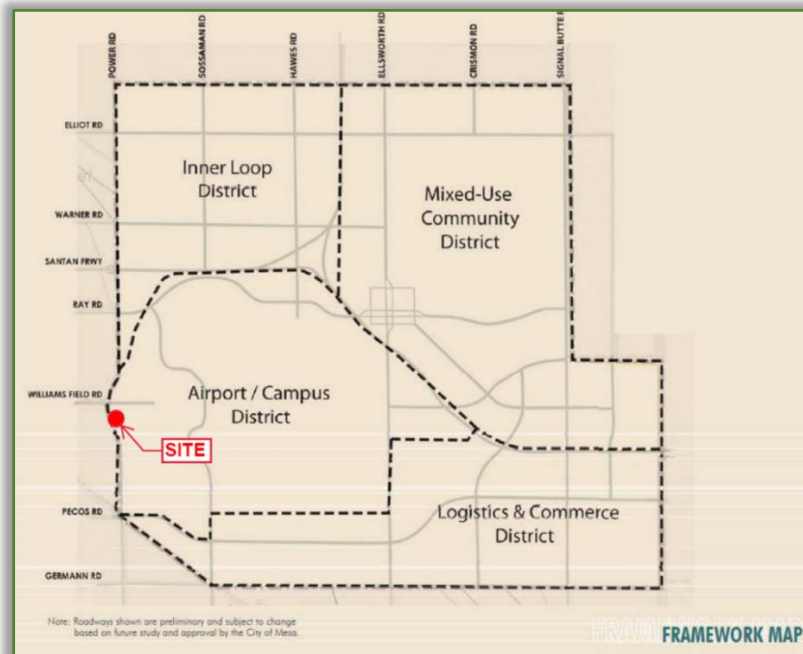 POWER RD
SOSSAMAN RD
HAWES RD
ELLSWORTH RD
CRISMON RD
SIGNAL BUTTE
ELLIOT RD
Inner Loop
District
Mixed-Use
Community
District
WARNER RD
SANTAN FRWY
RAY RD
WILLIAMS FIELD RD
Airport / Campus
District
SITE
PECOS RD
Logistics & Commerce
District
GERMANN RD
Note: Roadways shown are preliminary and subject to change
based on future study and approval by the City of Mesa.
FRAMEWORK MAP